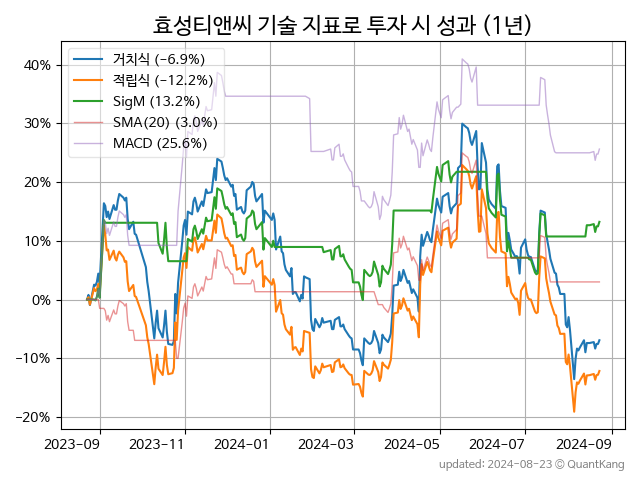 효성티앤씨 기술 지표로 투자 시 성과 (1년)
거치식 (−6.9%)
적립식 (−12.2%)
SigM (13.2%)
SMA(20) (3.0%)
MACD (25.6%)
40%
30%
20%
10%
0%
−10%
−20%
2023-09
2023-11
2024-01
2024-03
2024-05
2024-07
2024-09
updated: 2024-08-23 © QuantKang